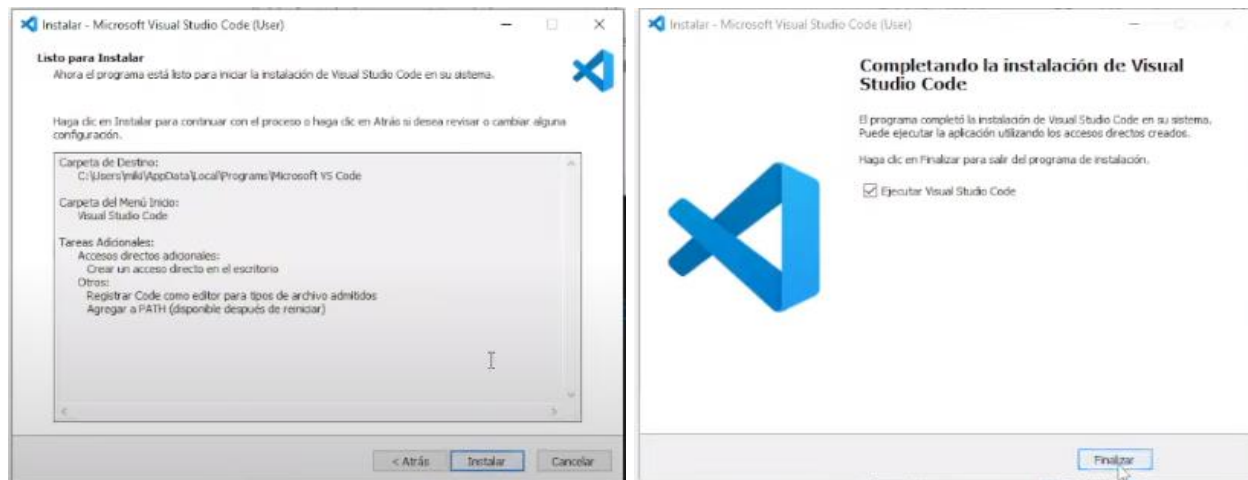 Instalar - Microsoft Visual Studio Code (User)
Listo para Instalar
Ahora el programa está listo para iniciar la instalación de Visual Studio Code en su sistema.
Haga clic en Instalar para continuar con el proceso o haga clic en Atrás si desea revisar o cambiar alguna
configuración.
Carpeta de Destino:
C:\Users\miki\AppData\Local\Programs\Microsoft VS Code
Carpeta del Menú Inicio:
Visual Studio Code
Tareas Adicionales:
Accesos directos adicionales:
Crear un acceso directo en el escritorio
Otros:
Registrar Code como editor para tipos de archivo admitidos
Agregar a PATH (disponible después de reiniciar)
< Atrás
Instalar
Cancelar
Instalar - Microsoft Visual Studio Code (User)
Completando la instalación de Visual
Studio Code
El programa completó la instalación de Visual Studio Code en su sistema.
Puede ejecutar la aplicación utilizando los accesos directos creados.
Haga clic en Finalizar para salir del programa de instalación.
Ejecutar Visual Studio Code
Finalizar